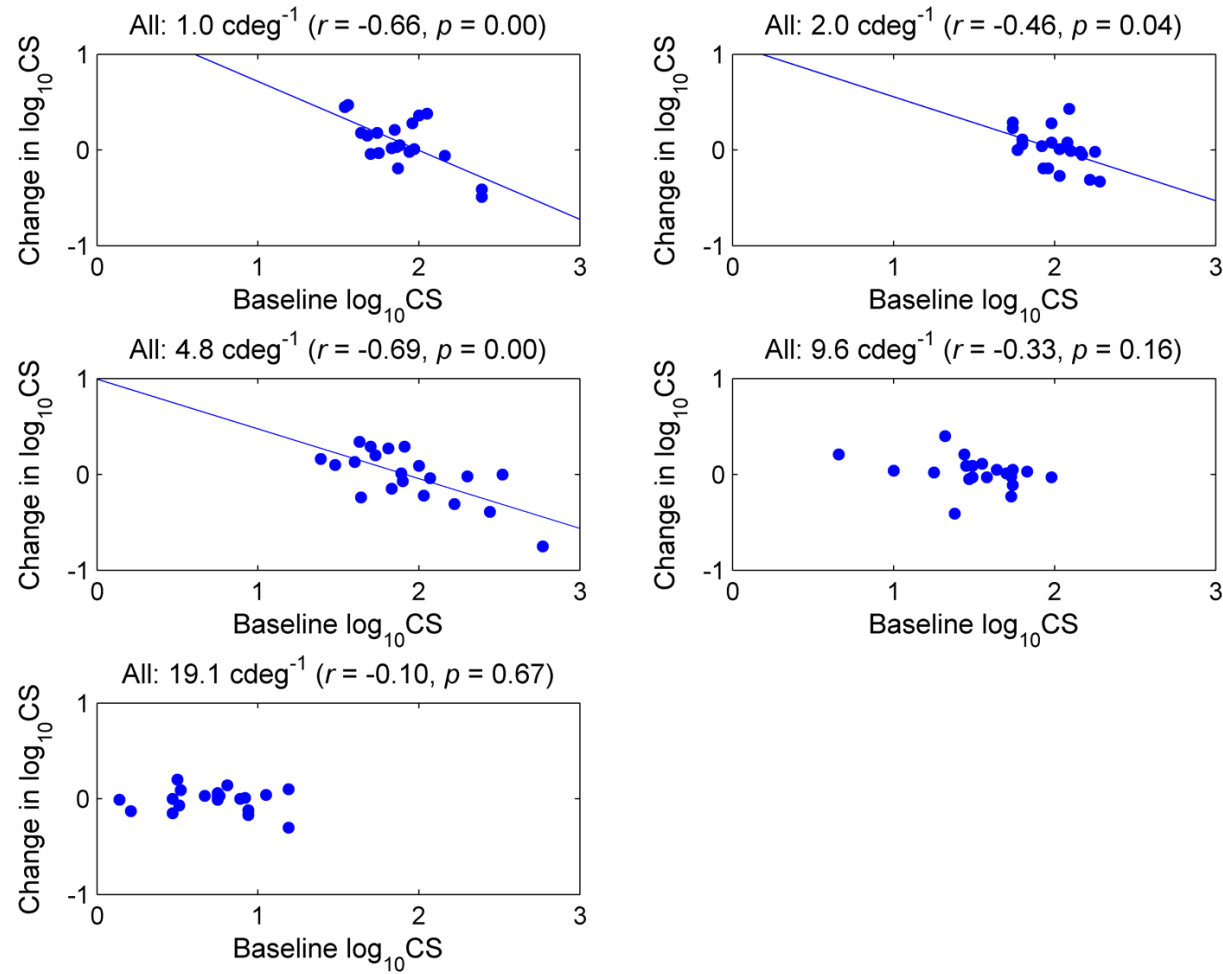 All: 1.0 cdeg⁻¹ (r = -0.66, p = 0.00)
1
0
-1
Change in log₁₀CS
0 1 2 3
Baseline log₁₀CS
All: 2.0 cdeg⁻¹ (r = -0.46, p = 0.04)
1
0
-1
Change in log₁₀CS
0 1 2 3
Baseline log₁₀CS
All: 4.8 cdeg⁻¹ (r = -0.69, p = 0.00)
1
0
-1
Change in log₁₀CS
0 1 2 3
Baseline log₁₀CS
All: 9.6 cdeg⁻¹ (r = -0.33, p = 0.16)
1
0
-1
Change in log₁₀CS
0 1 2 3
Baseline log₁₀CS
All: 19.1 cdeg⁻¹ (r = -0.10, p = 0.67)
1
0
-1
Change in log₁₀CS
0 1 2 3
Baseline log₁₀CS